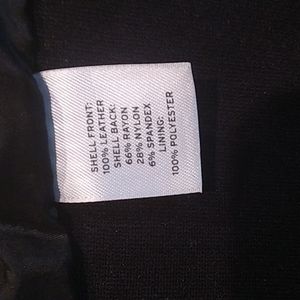 SHELL FRONT:
100% LEATHER
SHELL BACK:
66% RAYON
28% NYLON
6% SPANDEX
LINING:
100% POLYESTER